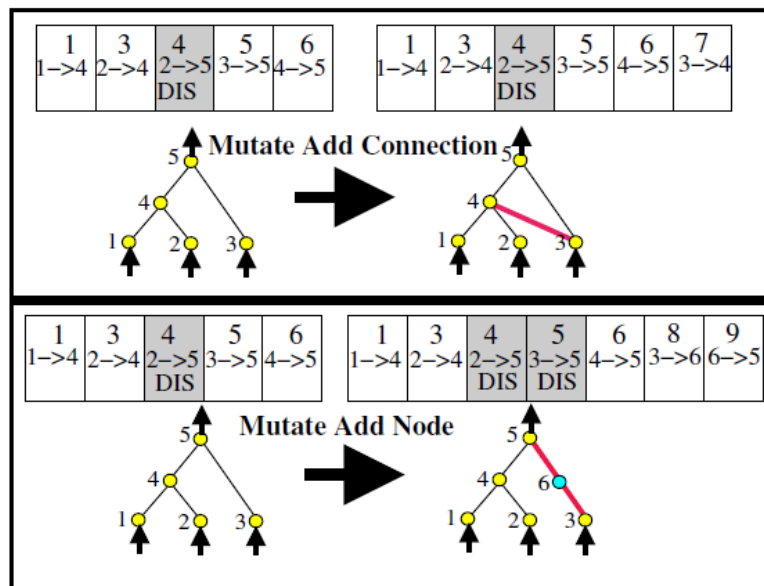 1 3 4 5 6 1 3 4 5 6 7
1->4 2->4 2->5 3->5 4->5 1->4 2->4 2->5 3->5 4->5 3->4
DIS DIS
Mutate Add Connection
5 5
4 4
1 2 3 1 2 3
1 3 4 5 6 1 3 4 5 6 8 9
1->4 2->4 2->5 3->5 4->5 1->4 2->4 2->5 3->5 4->5 3->6 6->5
DIS DIS DIS
Mutate Add Node
5 5
4 4 6
1 2 3 1 2 3